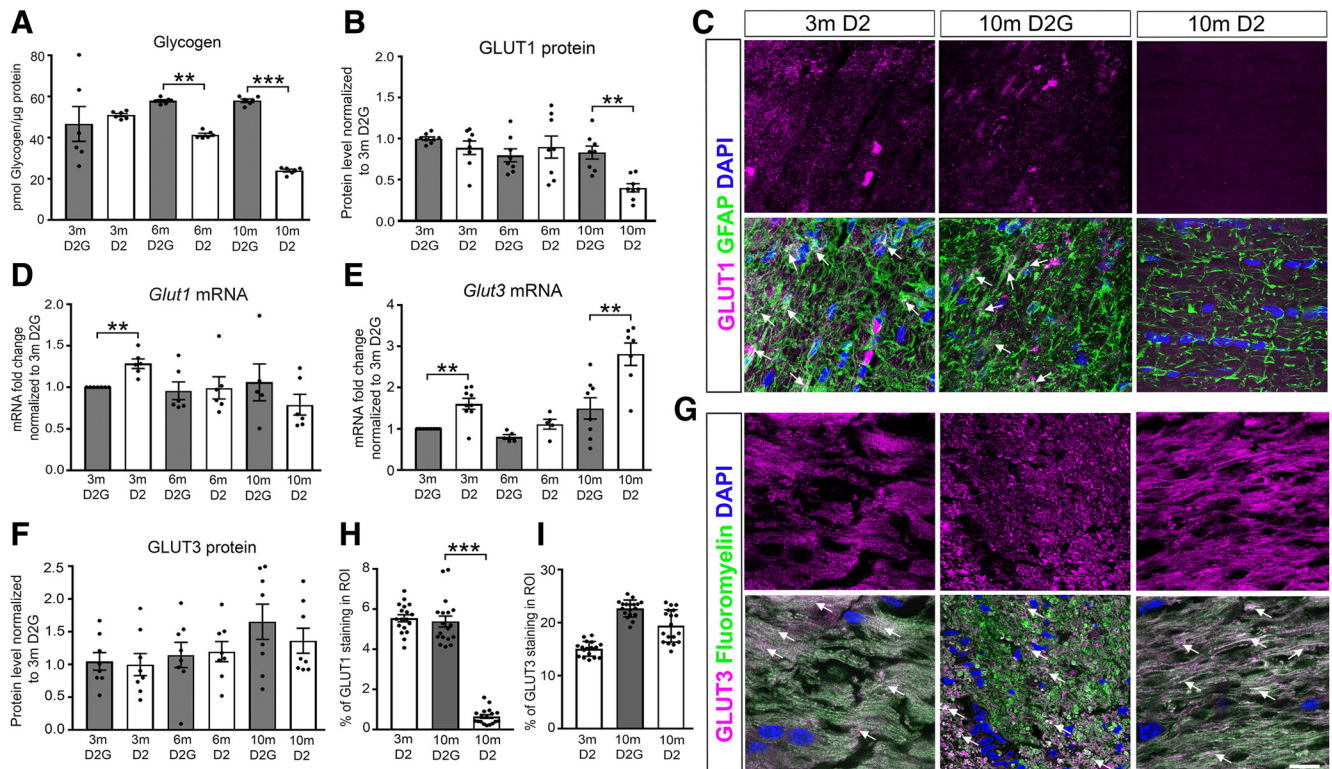 A
Glycogen
pmol Glycogen/µg protein
80
60
40
20
0
**
***
3m D2G
3m D2
6m D2G
6m D2
10m D2G
10m D2
B
GLUT1 protein
Protein level normalized
to 3m D2G
2.0
1.5
1.0
0.5
0.0
**
3m D2G
3m D2
6m D2G
6m D2
10m D2G
10m D2
C
3m D2
10m D2G
10m D2
GLUT1 GFAP DAPI
D
Glut1 mRNA
mRNA fold change
normalized to 3m D2G
2.0
1.5
1.0
0.5
0.0
**
3m D2G
3m D2
6m D2G
6m D2
10m D2G
10m D2
E
Glut3 mRNA
mRNA fold change
normalized to 3m D2G
4
3
2
1
0
**
**
3m D2G
3m D2
6m D2G
6m D2
10m D2G
10m D2
F
GLUT3 protein
Protein level normalized
to 3m D2G
2.5
2.0
1.5
1.0
0.5
0.0
3m D2G
3m D2
6m D2G
6m D2
10m D2G
10m D2
H
% of GLUT1 staining in ROI
8
6
4
2
0
***
3m D2
10m D2G
10m D2
I
% of GLUT3 staining in ROI
30
20
10
0
3m D2
10m D2G
10m D2
G
GLUT3 Fluoromyelin DAPI